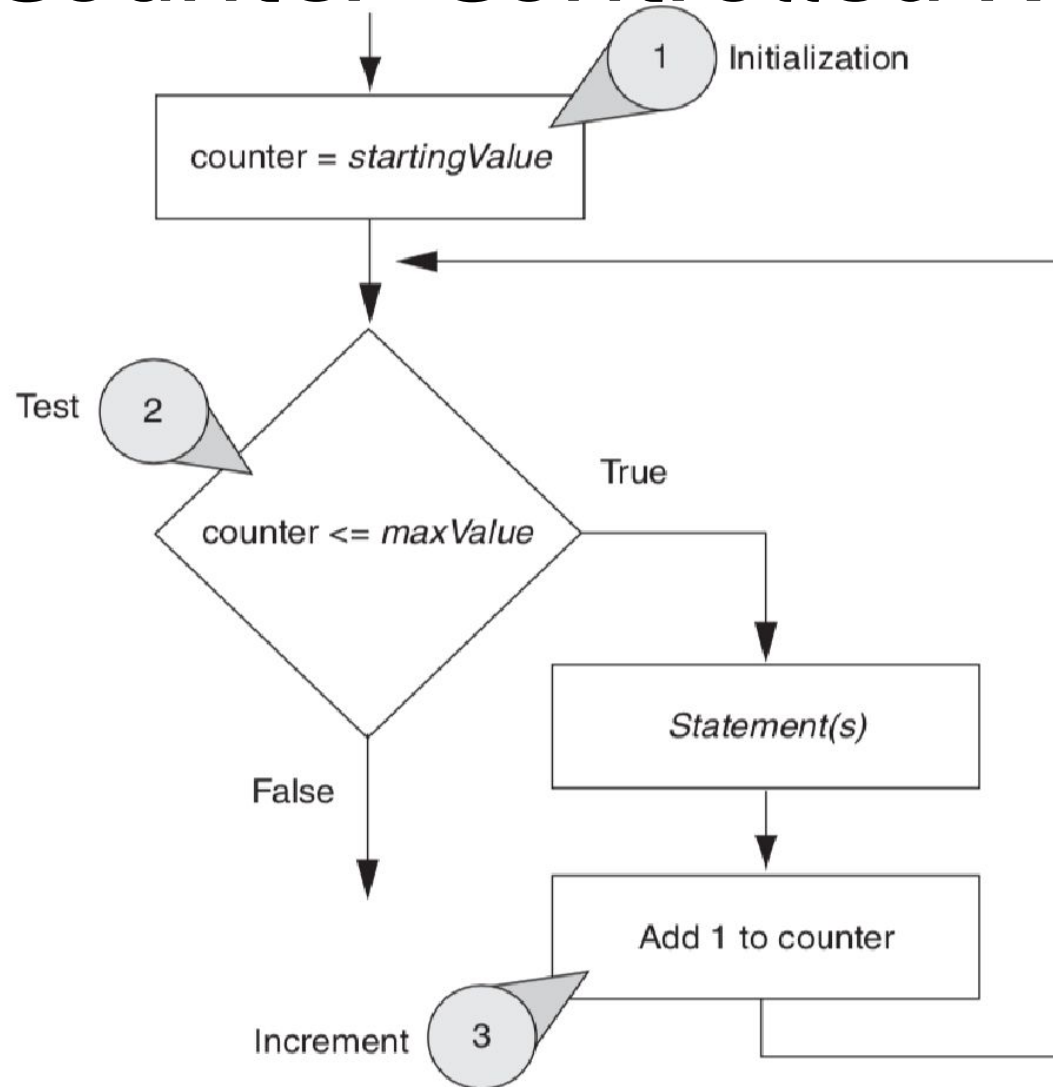 1 Initialization
counter = startingValue
Test 2
True
counter <= maxValue
Statement(s)
False
Add 1 to counter
Increment 3